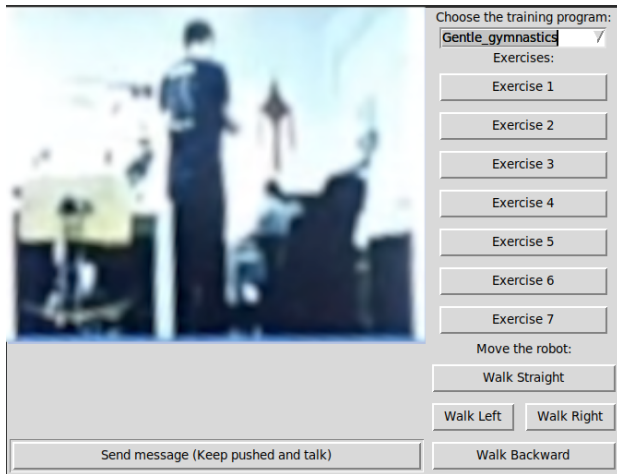 Choose the training program:
Gentle_gymnastics
Exercises:
Exercise 1
Exercise 2
Exercise 3
Exercise 4
Exercise 5
Exercise 6
Exercise 7
Move the robot:
Walk Straight
Walk Left
Walk Right
Send message (Keep pushed and talk)
Walk Backward